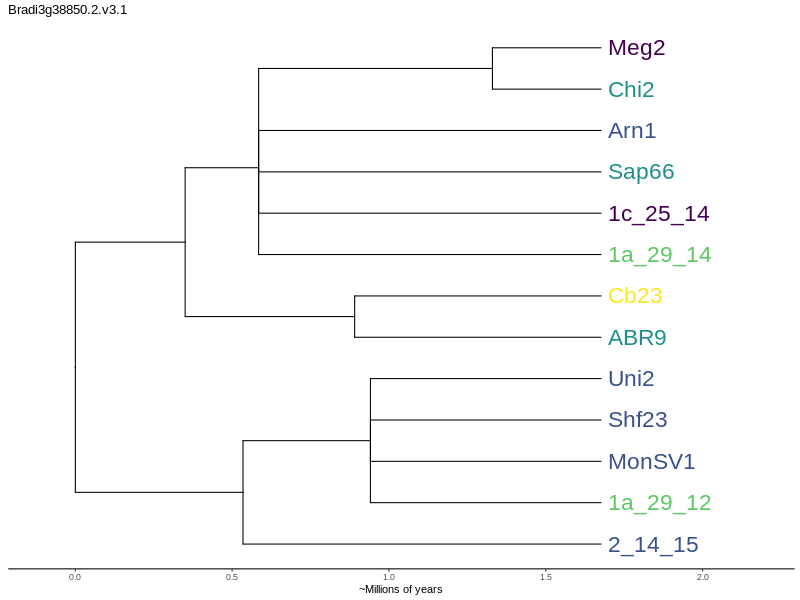 Bradi3g38850.2.v3.1
Meg2
Chi2
Arn1
Sap66
1c_25_14
1a_29_14
Cb23
ABR9
Uni2
Shf23
MonSV1
1a_29_12
2_14_15
0.0 0.5 1.0 1.5 2.0
~Millions of years